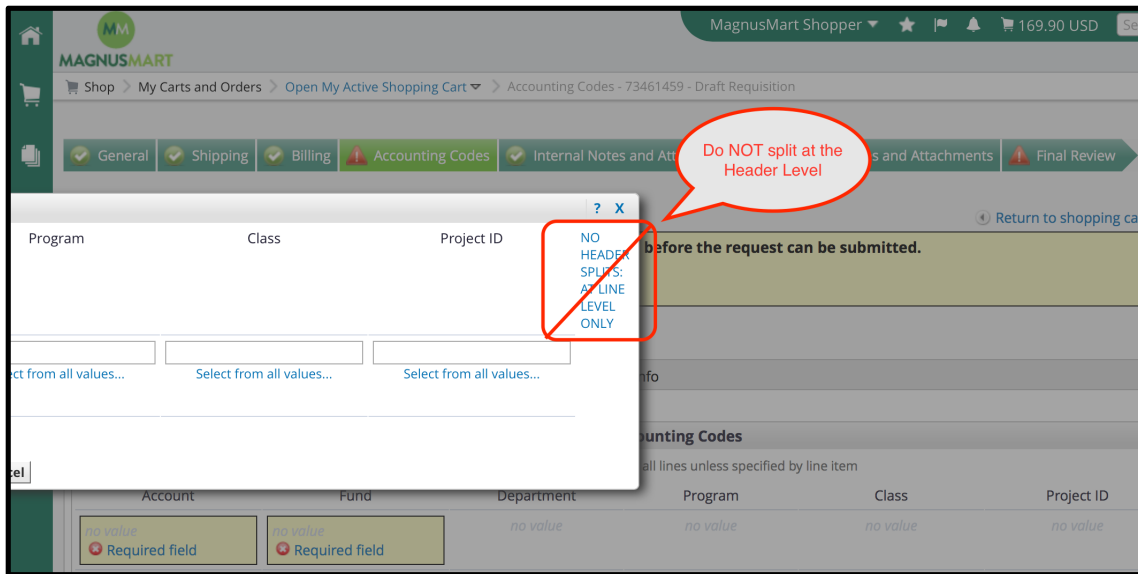 MM
MAGNUSMART
MagnusMart Shopper
169.90 USD
Shop > My Carts and Orders > Open My Active Shopping Cart > Accounting Codes - 73461459 - Draft Requisition
General
Shipping
Billing
Accounting Codes
Internal Notes and Att
s and Attachments
Final Review
Do NOT split at the
Header Level
? X
Return to shopping ca
Program
Class
Project ID
NO
HEADER
SPLITS:
AT LINE
LEVEL
ONLY
before the request can be submitted.
ct from all values...
Select from all values...
Select from all values...
nfo
ounting Codes
all lines unless specified by line item
cel
Account
Fund
Department
Program
Class
Project ID
no value
Required field
no value
Required field
no value
no value
no value
no value